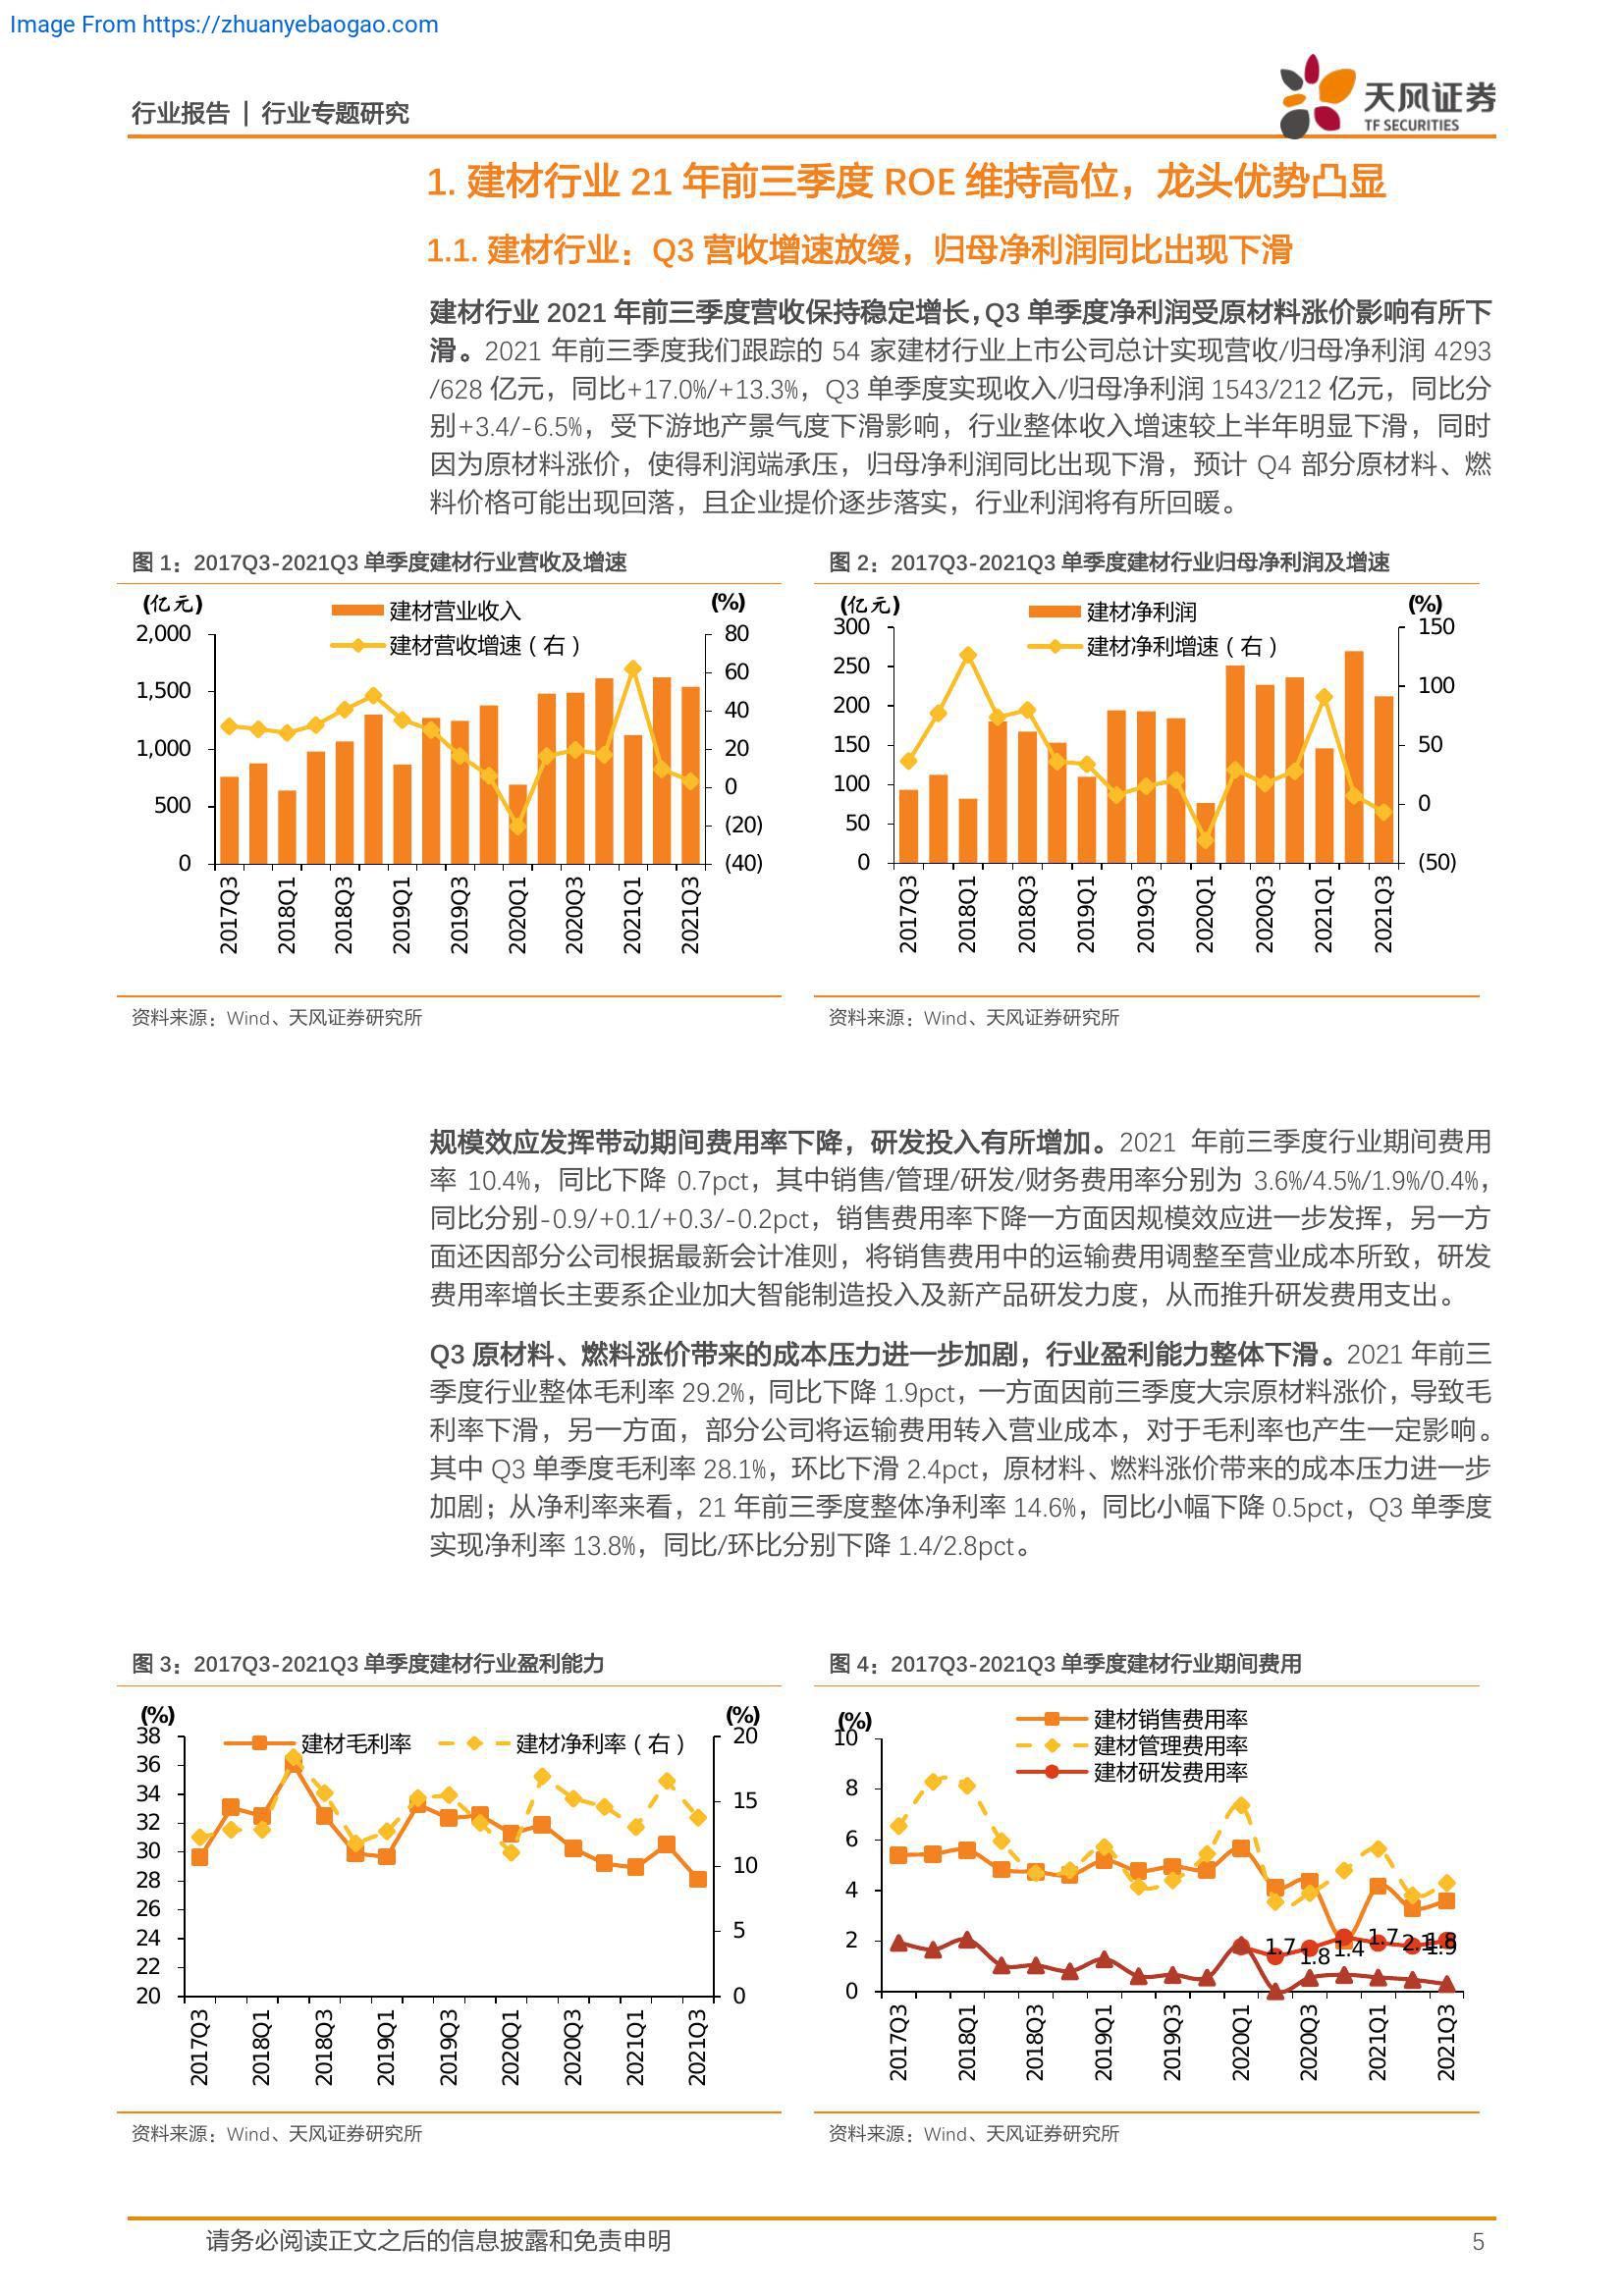 Image From https://zhuanyebaogao.com
行业报告 | 行业专题研究
天风证券
TF SECURITIES
1. 建材行业 21 年前三季度 ROE 维持高位，龙头优势凸显
1.1. 建材行业：Q3 营收增速放缓，归母净利润同比出现下滑
建材行业 2021 年前三季度营收保持稳定增长，Q3 单季度净利润受原材料涨价影响有所下
滑。2021 年前三季度我们跟踪的 54 家建材行业上市公司总计实现营收/归母净利润 4293
/628 亿元，同比+17.0%/+13.3%，Q3 单季度实现收入/归母净利润 1543/212 亿元，同比分
别+3.4/-6.5%，受下游地产景气度下滑影响，行业整体收入增速较上半年明显下滑，同时
因为原材料涨价，使得利润端承压，归母净利润同比出现下滑，预计 Q4 部分原材料、燃
料价格可能出现回落，且企业提价逐步落实，行业利润将有所回暖。
图 1：2017Q3-2021Q3 单季度建材行业营收及增速
(亿元)
(%)
建材营业收入
建材营收增速（右）
2,000
1,500
1,000
500
0
80
60
40
20
0
(20)
(40)
2017Q3
2018Q1
2018Q3
2019Q1
2019Q3
2020Q1
2020Q3
2021Q1
2021Q3
资料来源：Wind、天风证券研究所
图 2：2017Q3-2021Q3 单季度建材行业归母净利润及增速
(亿元)
(%)
建材净利润
建材净利增速（右）
300
250
200
150
100
50
0
150
100
50
0
(50)
2017Q3
2018Q1
2018Q3
2019Q1
2019Q3
2020Q1
2020Q3
2021Q1
2021Q3
资料来源：Wind、天风证券研究所
规模效应发挥带动期间费用率下降，研发投入有所增加。2021 年前三季度行业期间费用
率 10.4%，同比下降 0.7pct，其中销售/管理/研发/财务费用率分别为 3.6%/4.5%/1.9%/0.4%，
同比分别-0.9/+0.1/+0.3/-0.2pct，销售费用率下降一方面因规模效应进一步发挥，另一方
面还因部分公司根据最新会计准则，将销售费用中的运输费用调整至营业成本所致，研发
费用率增长主要系企业加大智能制造投入及新产品研发力度，从而推升研发费用支出。
Q3 原材料、燃料涨价带来的成本压力进一步加剧，行业盈利能力整体下滑。2021 年前三
季度行业整体毛利率 29.2%，同比下降 1.9pct，一方面因前三季度大宗原材料涨价，导致毛
利率下滑，另一方面，部分公司将运输费用转入营业成本，对于毛利率也产生一定影响。
其中 Q3 单季度毛利率 28.1%，环比下滑 2.4pct，原材料、燃料涨价带来的成本压力进一步
加剧；从净利率来看，21 年前三季度整体净利率 14.6%，同比小幅下降 0.5pct，Q3 单季度
实现净利率 13.8%，同比/环比分别下降 1.4/2.8pct。
图 3：2017Q3-2021Q3 单季度建材行业盈利能力
(%)
(%)
建材毛利率
建材净利率（右）
38
36
34
32
30
28
26
24
22
20
20
15
10
5
0
2017Q3
2018Q1
2018Q3
2019Q1
2019Q3
2020Q1
2020Q3
2021Q1
2021Q3
资料来源：Wind、天风证券研究所
图 4：2017Q3-2021Q3 单季度建材行业期间费用
(%)
建材销售费用率
建材管理费用率
建材研发费用率
10
8
6
4
2
0
1.7
1.8
1.4
1.7
1.8
1.9
2017Q3
2018Q1
2018Q3
2019Q1
2019Q3
2020Q1
2020Q3
2021Q1
2021Q3
资料来源：Wind、天风证券研究所
请务必阅读正文之后的信息披露和免责申明
5